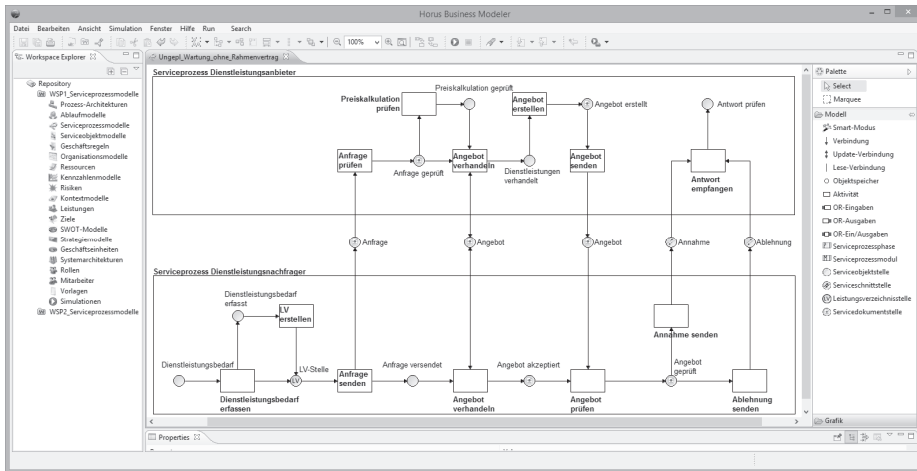 Horus Business Modeler
Datei Bearbeiten Ansicht Simulation Fenster Hilfe Run Search
100%
Workspace Explorer
Ungepl_Wartung_ohne_Rahmenvertrag
Repository
WSP1_Serviceprozessmodelle
Prozess-Architekturen
Ablaufmodelle
Serviceprozessmodelle
Serviceobjektmodelle
Geschäftsregeln
Organisationsmodelle
Ressourcen
Kennzahlenmodelle
Risiken
Kontextmodelle
Leistungen
Ziele
SWOT-Modelle
Strategiemodelle
Geschäftseinheiten
Systemarchitekturen
Rollen
Mitarbeiter
Vorlagen
Simulationen
WSP2_Serviceprozessmodelle
Serviceprozess Dienstleistungsanbieter
Preiskalkulation geprüft
Preiskalkulation
prüfen
Angebot
erstellen
Angebot erstellt
Antwort prüfen
Anfrage
prüfen
Anfrage geprüft
Angebot
verhandeln
Dienstleistungen
verhandelt
Angebot
senden
Antwort
empfangen
Anfrage
Angebot
Angebot
Annahme
Ablehnung
Serviceprozess Dienstleistungsnachfrager
Dienstleistungsbedarf
erfasst
LV
erstellen
Annahme senden
Dienstleistungsbedarf
LV-Stelle
LV
Anfrage
senden
Anfrage versendet
Angebot akzeptiert
Angebot
geprüft
Dienstleistungsbedarf
erfassen
Angebot
verhandeln
Angebot
prüfen
Ablehnung
senden
Palette
Select
Marquee
Modell
Smart-Modus
Verbindung
Update-Verbindung
Lese-Verbindung
Objektspeicher
Aktivität
OR-Eingaben
OR-Ausgaben
OR-Ein/Ausgaben
Serviceprozessphase
Serviceprozessmodul
Serviceobjektstelle
Serviceschnittstelle
Leistungsverzeichnisstelle
Servicedokumentstelle
Grafik
Properties